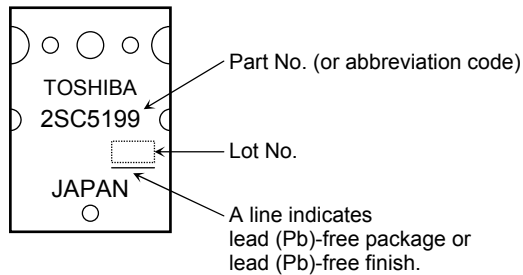 Part No. (or abbreviation code)
TOSHIBA
2SC5199
Lot No.
JAPAN
A line indicates
lead (Pb)-free package or
lead (Pb)-free finish.